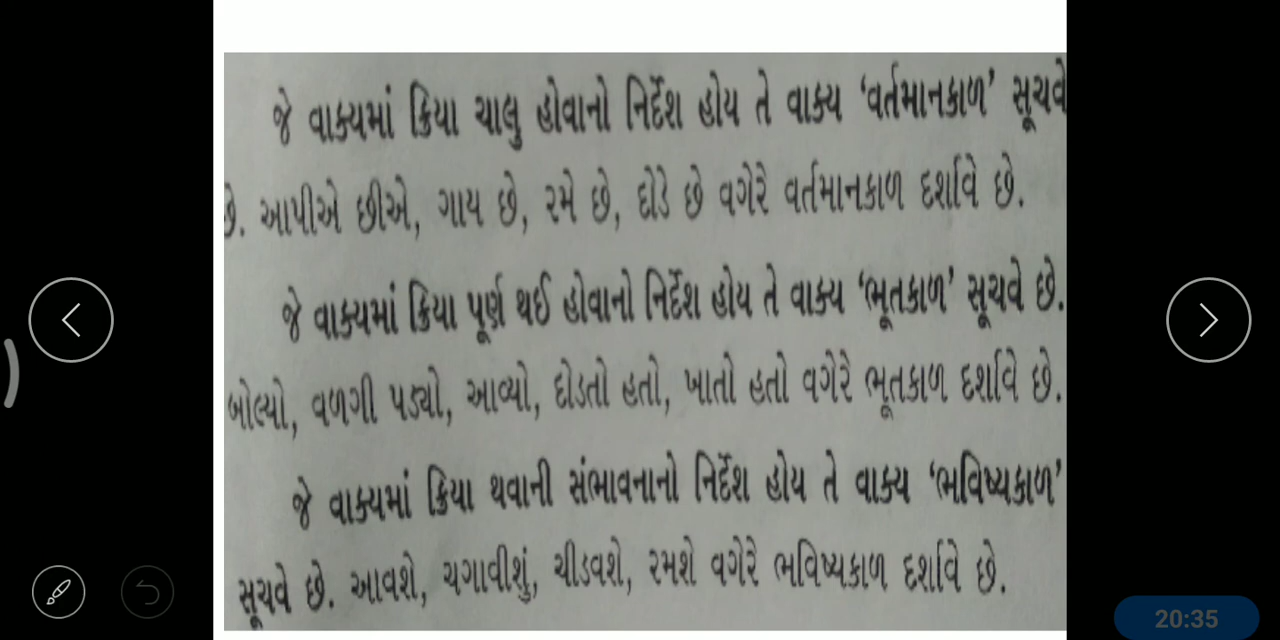 જે વાક્યમાં ક્રિયા ચાલુ હોવાનો નિર્દેશ હોય તે વાક્ય ‘વર્તમાનકાળ’ સૂચવે
છે. આપીએ છીએ, ગાય છે, રમે છે, દોડે છે વગેરે વર્તમાનકાળ દર્શાવે છે.
જે વાક્યમાં ક્રિયા પૂર્ણ થઈ હોવાનો નિર્દેશ હોય તે વાક્ય ‘ભૂતકાળ’ સૂચવે છે.
બોલ્યો, વળગી પડ્યો, આવ્યો, દોડતો હતો, ખાતો હતો વગેરે ભૂતકાળ દર્શાવે છે.
જે વાક્યમાં ક્રિયા થવાની સંભાવનાનો નિર્દેશ હોય તે વાક્ય ‘ભવિષ્યકાળ’
સૂચવે છે. આવશે, ચગાવીશું, ચીડવશે, રમશે વગેરે ભવિષ્યકાળ દર્શાવે છે.
20:35